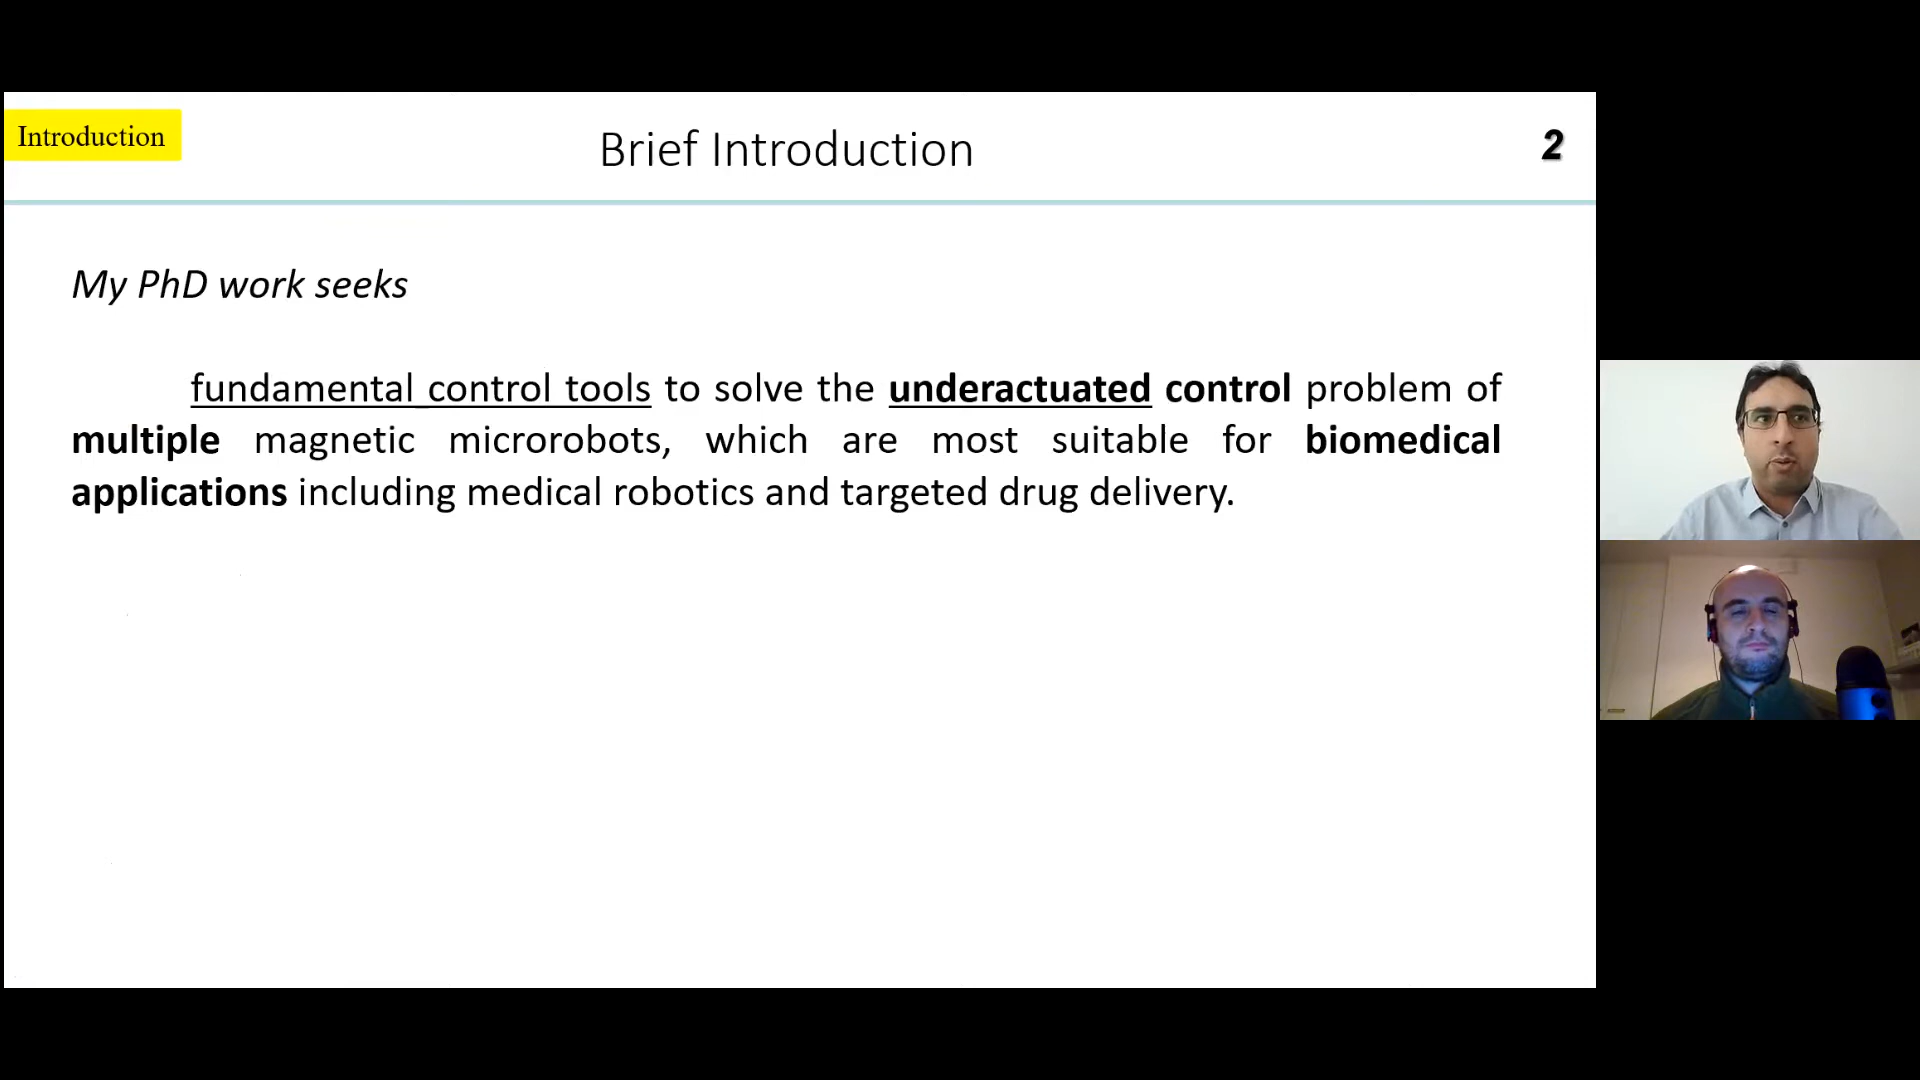 Introduction
Brief Introduction
2
My PhD work seeks
fundamental control tools to solve the underactuated control problem of
multiple magnetic microrobots, which are most suitable for biomedical
applications including medical robotics and targeted drug delivery.